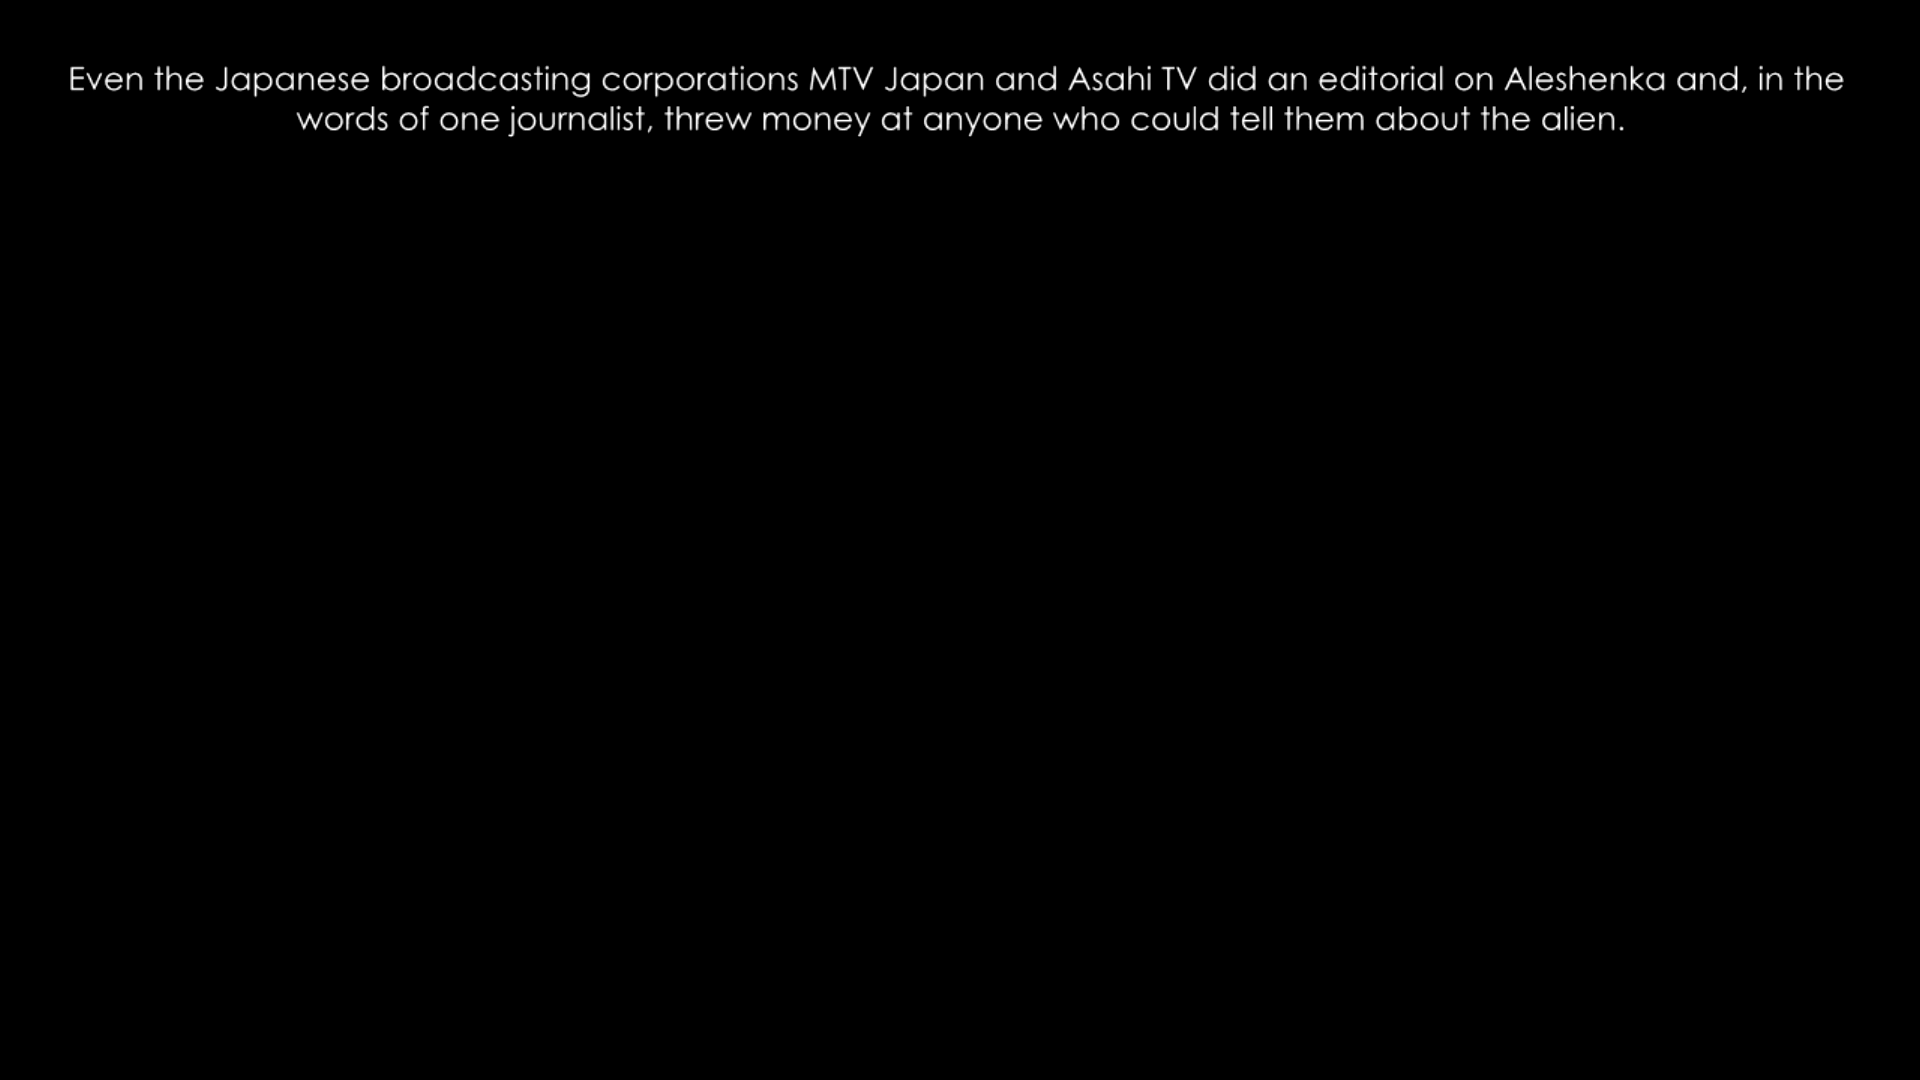 Even the Japanese broadcasting corporations MTV Japan and Asahi TV did an editorial on Aleshenka and, in the
words of one journalist, threw money at anyone who could tell them about the alien.